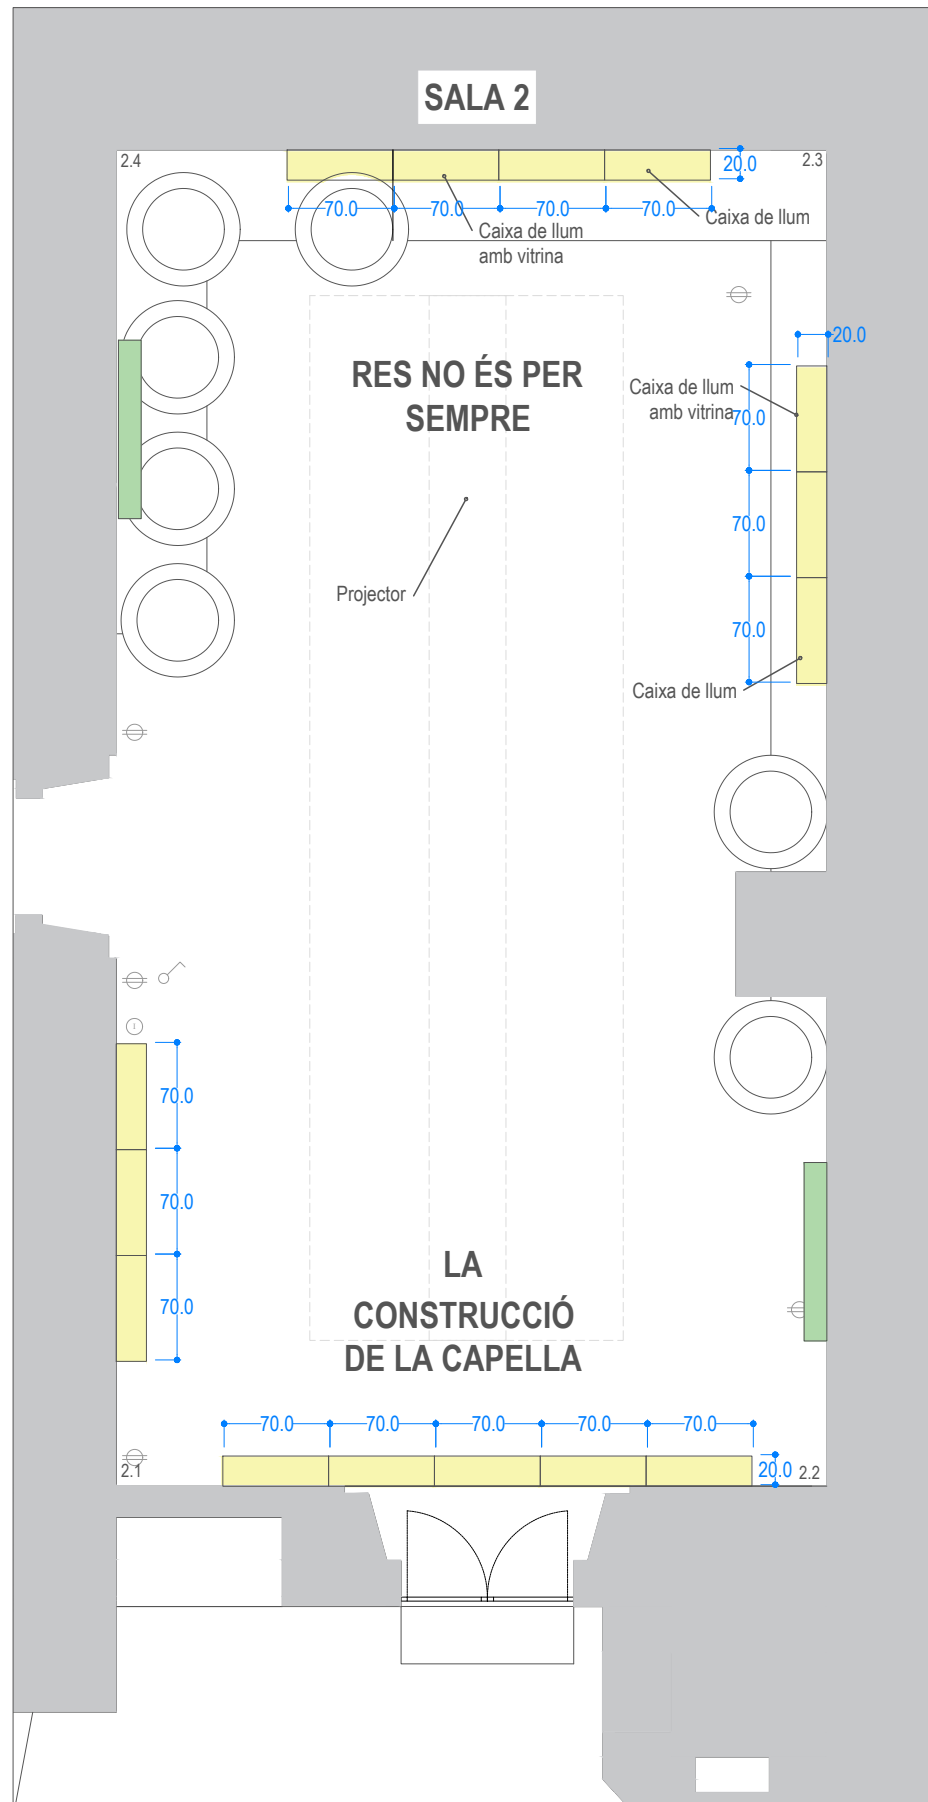 SALA 2
2.4
2.3
20.0
70.0
70.0
70.0
70.0
Caixa de llum
Caixa de llum
amb vitrina
20.0
RES NO ÉS PER
SEMPRE
Caixa de llum
amb vitrina
70.0
70.0
Projector
70.0
Caixa de llum
70.0
70.0
LA
CONSTRUCCIÓ
DE LA CAPELLA
70.0
70.0
70.0
70.0
70.0
70.0
20.0
2.1
2.2